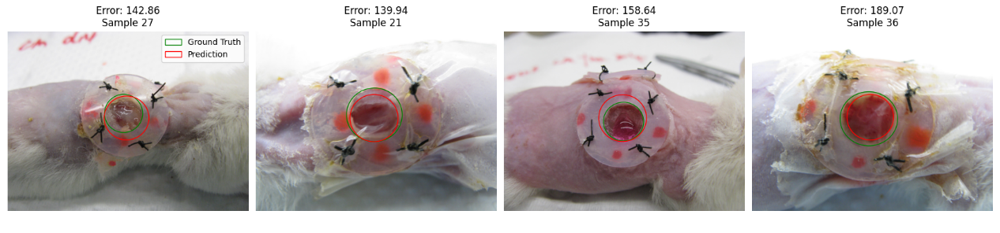 Error: 142.86
Sample 27
Error: 139.94
Sample 21
Error: 158.64
Sample 35
Error: 189.07
Sample 36
Ground Truth
Prediction
cm